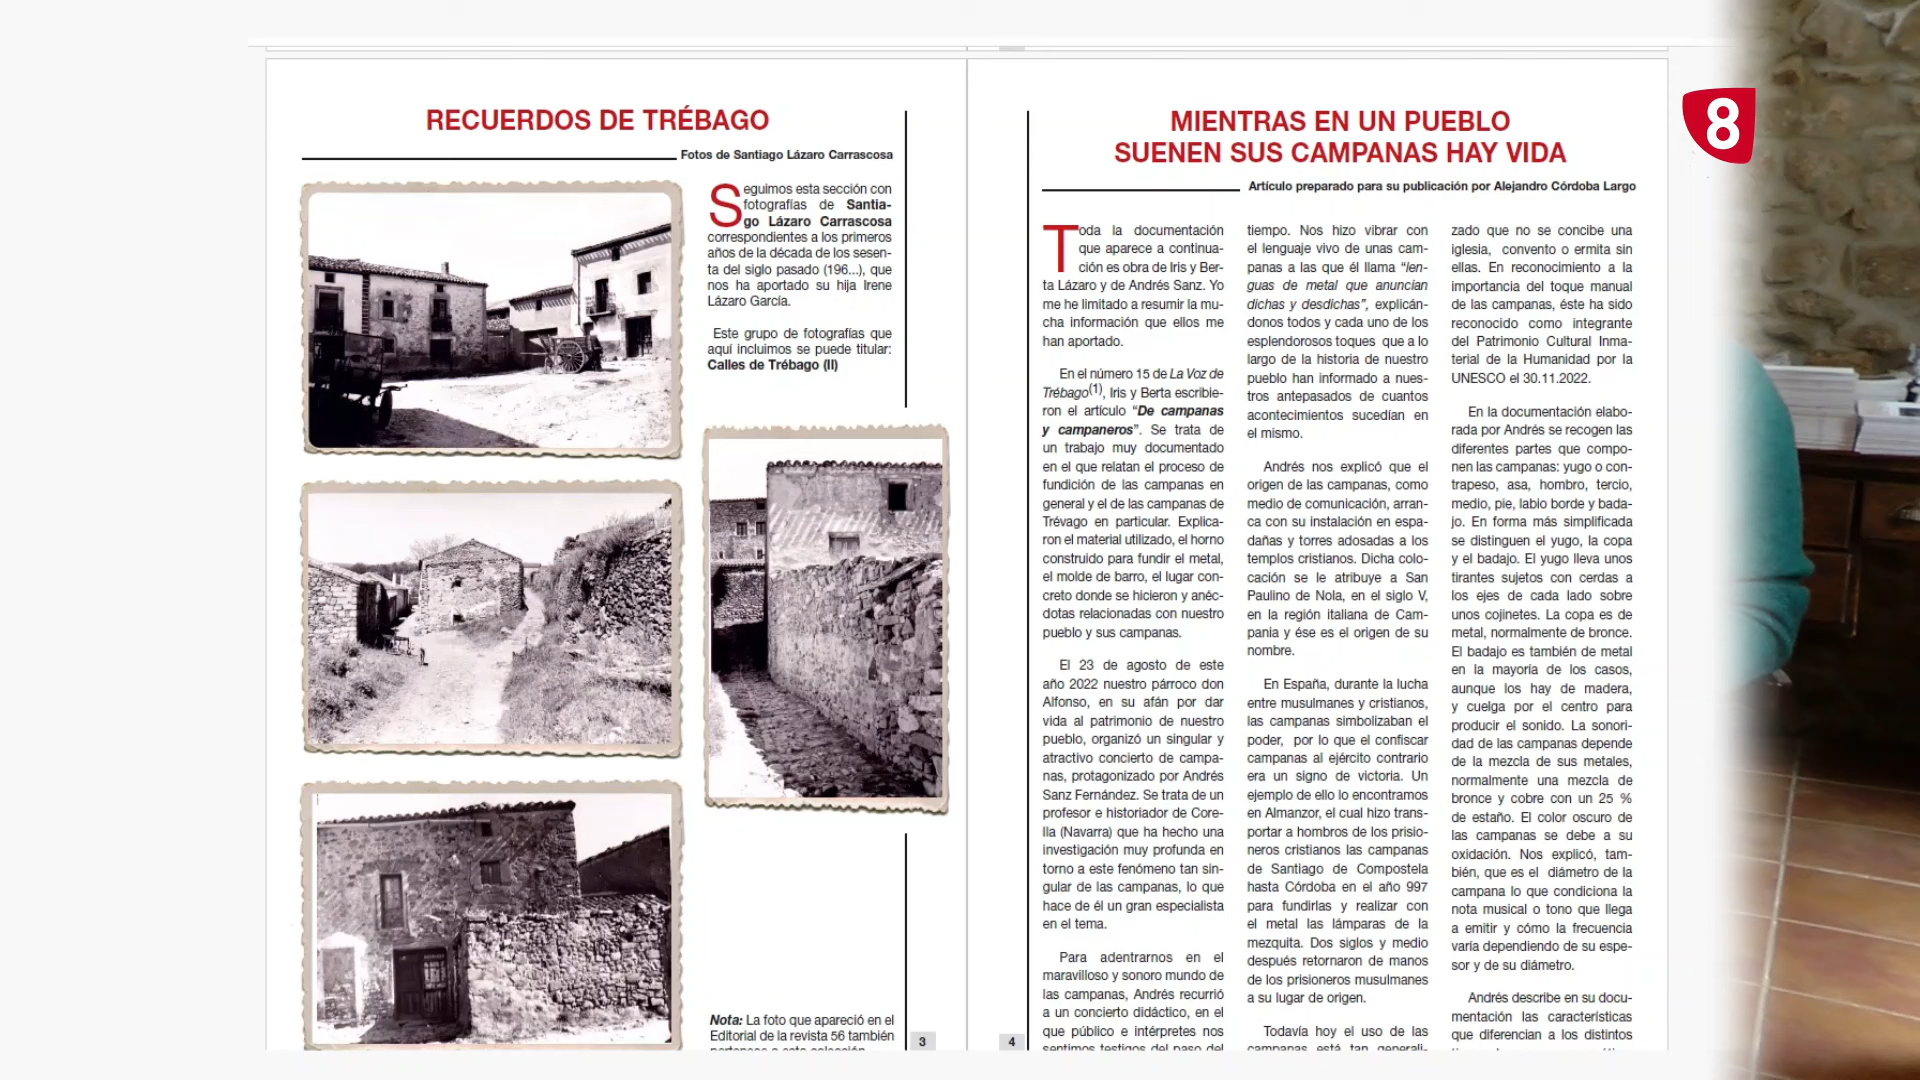 RECUERDOS DE TRÉBAGO
Fotos de Santiago Lázaro Carrascosa
Seguimos esta sección con
fotografías de Santia-
go Lázaro Carrascosa
correspondientes a los primeros
años de la década de los sesen-
ta del siglo pasado (196...), que
nos ha aportado su hija Irene
Lázaro García.
Este grupo de fotografías que
aquí incluimos se puede titular:
Calles de Trébago (II)
Nota: La foto que apareció en el
Editorial de la revista 56 también
pertenece a esta colección
3
MIENTRAS EN UN PUEBLO
SUENEN SUS CAMPANAS HAY VIDA
Artículo preparado para su publicación por Alejandro Córdoba Largo
Toda la documentación
que aparece a continua-
ción es obra de Iris y Ber-
ta Lázaro y de Andrés Sanz. Yo
me he limitado a resumir la mu-
cha información que ellos me
han aportado.
En el número 15 de La Voz de
Trébago(1), Iris y Berta escribie-
ron el artículo “De campanas
y campaneros”. Se trata de
un trabajo muy documentado
en el que relatan el proceso de
fundición de las campanas en
general y el de las campanas de
Trévago en particular. Explica-
ron el material utilizado, el horno
construido para fundir el metal,
el molde de barro, el lugar con-
creto donde se hicieron y anéc-
dotas relacionadas con nuestro
pueblo y sus campanas.
El 23 de agosto de este
año 2022 nuestro párroco don
Alfonso, en su afán por dar
vida al patrimonio de nuestro
pueblo, organizó un singular y
atractivo concierto de campa-
nas, protagonizado por Andrés
Sanz Fernández. Se trata de un
profesor e historiador de Core-
lla (Navarra) que ha hecho una
investigación muy profunda en
torno a este fenómeno tan sin-
gular de las campanas, lo que
hace de él un gran especialista
en el tema.
Para adentrarnos en el
maravilloso y sonoro mundo de
las campanas, Andrés recurrió
a un concierto didáctico, en el
que público e intérpretes nos
sentimos testigos del paso del
tiempo. Nos hizo vibrar con
el lenguaje vivo de unas cam-
panas a las que él llama “len-
guas de metal que anuncian
dichas y desdichas”, explicán-
donos todos y cada uno de los
esplendorosos toques que a lo
largo de la historia de nuestro
pueblo han informado a nues-
tros antepasados de cuantos
acontecimientos sucedían en
el mismo.
Andrés nos explicó que el
origen de las campanas, como
medio de comunicación, arran-
ca con su instalación en espa-
dañas y torres adosadas a los
templos cristianos. Dicha colo-
cación se le atribuye a San
Paulino de Nola, en el siglo V,
en la región italiana de Cam-
pania y ése es el origen de su
nombre.
En España, durante la lucha
entre musulmanes y cristianos,
las campanas simbolizaban el
poder, por lo que el confiscar
campanas al ejército contrario
era un signo de victoria. Un
ejemplo de ello lo encontramos
en Almanzor, el cual hizo trans-
portar a hombros de los prisio-
neros cristianos las campanas
de Santiago de Compostela
hasta Córdoba en el año 997
para fundirlas y realizar con
el metal las lámparas de la
mezquita. Dos siglos y medio
después retornaron de manos
de los prisioneros musulmanes
a su lugar de origen.
Todavía hoy el uso de las
campanas está tan generali-
zado que no se concibe una
iglesia, convento o ermita sin
ellas. En reconocimiento a la
importancia del toque manual
de las campanas, éste ha sido
reconocido como integrante
del Patrimonio Cultural Inma-
terial de la Humanidad por la
UNESCO el 30.11.2022.
En la documentación elabo-
rada por Andrés se recogen las
diferentes partes que compo-
nen las campanas: yugo o con-
trapeso, asa, hombro, tercio,
medio, pie, labio borde y bada-
jo. En forma más simplificada
se distinguen el yugo, la copa
y el badajo. El yugo lleva unos
tirantes sujetos con cerdas a
los ejes de cada lado sobre
unos cojinetes. La copa es de
metal, normalmente de bronce.
El badajo es también de metal
en la mayoría de los casos,
aunque los hay de madera,
y cuelga por el centro para
producir el sonido. La sonori-
dad de las campanas depende
de la mezcla de sus metales,
normalmente una mezcla de
bronce y cobre con un 25 %
de estaño. El color oscuro de
las campanas se debe a su
oxidación. Nos explicó, tam-
bién, que es el diámetro de la
campana lo que condiciona la
nota musical o tono que llega
a emitir y cómo la frecuencia
varía dependiendo de su espe-
sor y de su diámetro.
Andrés describe en su docu-
mentación las características
que diferencian a los distintos
4
8